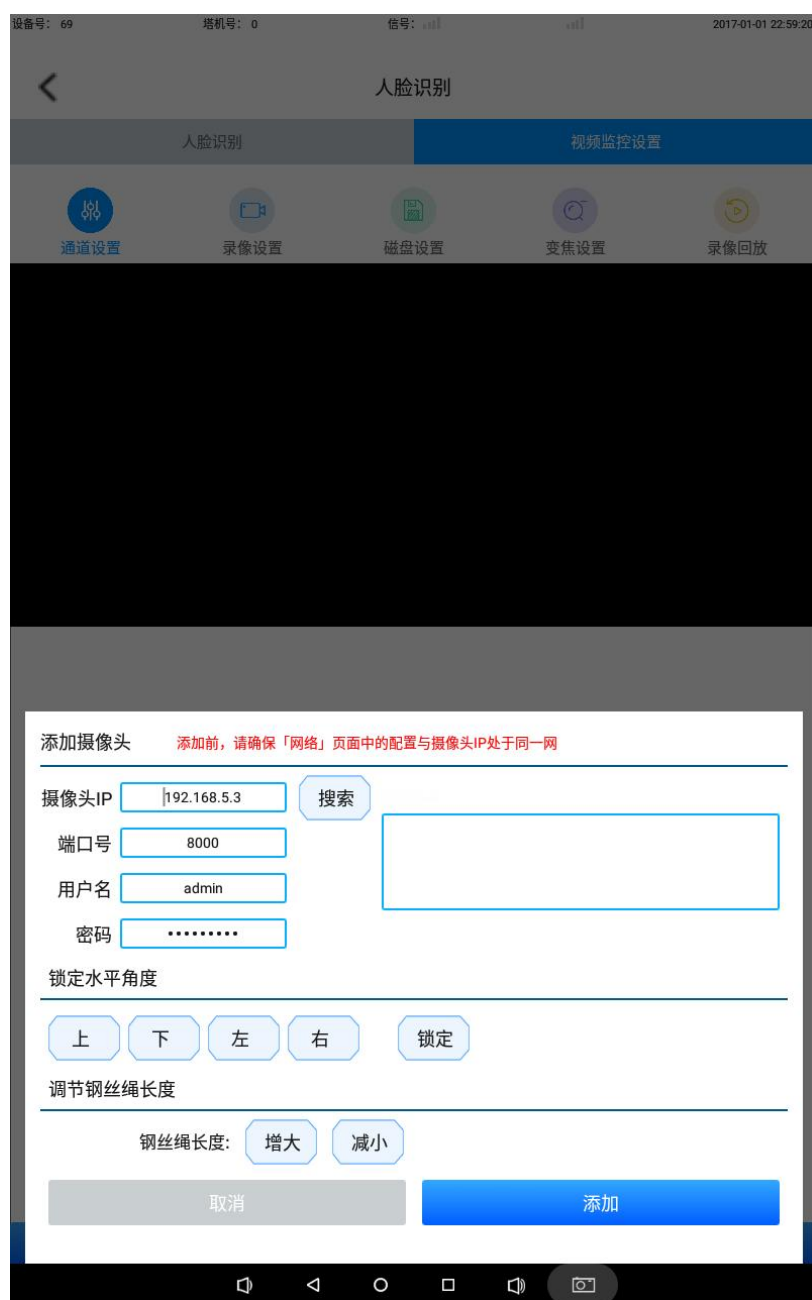 设备号： 69 塔机号： 0 信号： 2017-01-01 22:59:20
人脸识别
人脸识别 视频监控设置
通道设置 录像设置 磁盘设置 变焦设置 录像回放
添加摄像头 添加前，请确保「网络」页面中的配置与摄像头IP处于同一网
摄像头IP 192.168.5.3 搜索
端口号 8000
用户名 admin
密码 •••••••••
锁定水平角度
上 下 左 右 锁定
调节钢丝绳长度
钢丝绳长度: 增大 减小
取消 添加